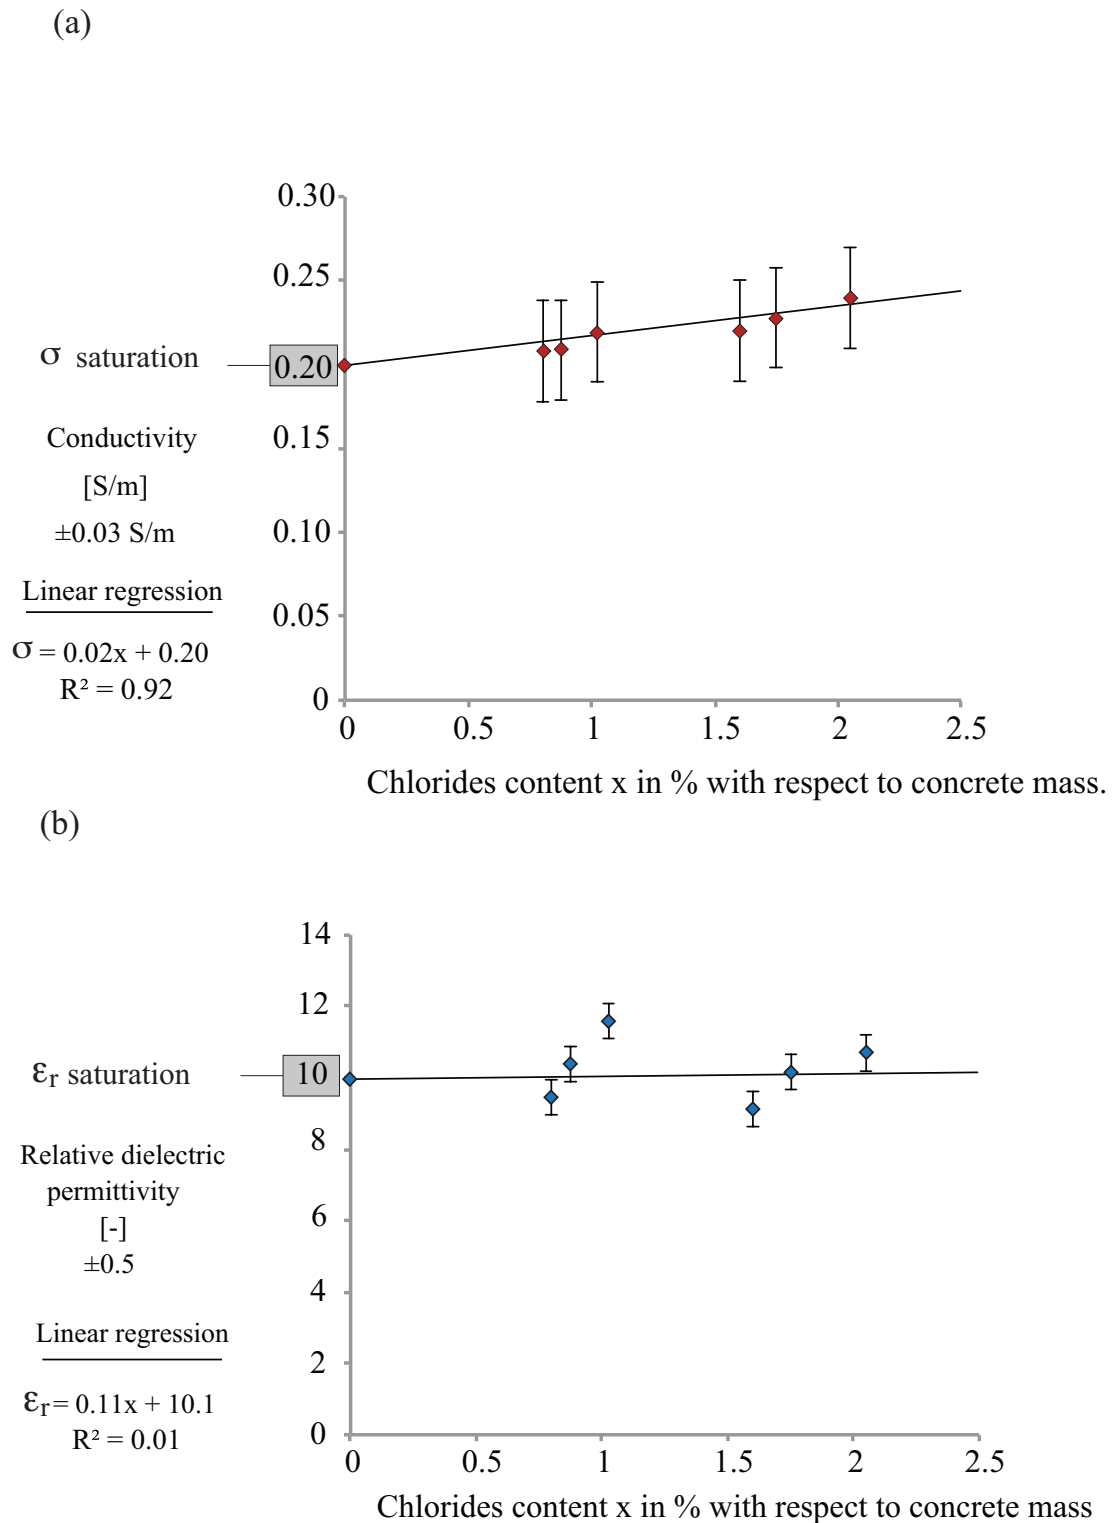 (a)
0.30
0.25
σ saturation
0.20
0.15
Conductivity
[S/m]
±0.03 S/m
0.10
Linear regression
0.05
σ = 0.02x + 0.20
R² = 0.92
0
0 0.5 1 1.5 2 2.5
Chlorides content x in % with respect to concrete mass.
(b)
14
12
εr saturation
10
8
Relative dielectric
permittivity
[-]
±0.5
6
4
Linear regression
2
εr = 0.11x + 10.1
R² = 0.01
0
0 0.5 1 1.5 2 2.5
Chlorides content x in % with respect to concrete mass